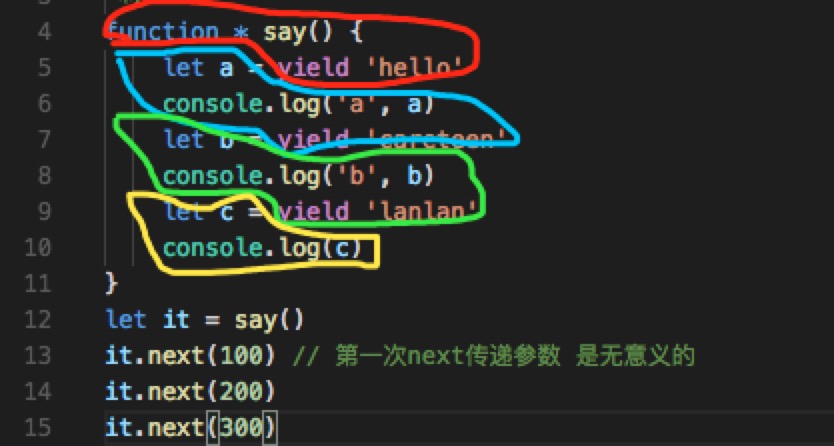 4 function * say() {
5 let a = yield 'hello'
6 console.log('a', a)
7 let b = yield 'careteen'
8 console.log('b', b)
9 let c = yield 'lanlan'
10 console.log(c)
11 }
12 let it = say()
13 it.next(100) // 第一次next传递参数 是无意义的
14 it.next(200)
15 it.next(300)